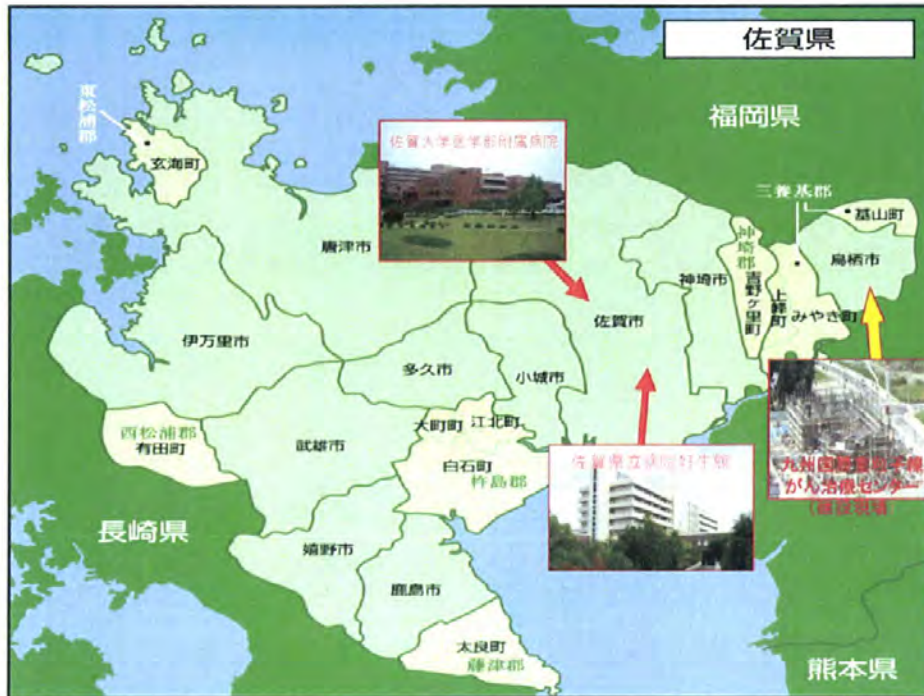 佐賀県
福岡県
東松浦郡
玄海町
佐賀大学医学部附属病院
三養基郡
基山町
鳥栖市
唐津市
神埼市
神埼郡
吉野ヶ里町
上峰町
みやき町
佐賀市
伊万里市
多久市
小城市
西松浦郡
有田町
武雄市
大町町
江北町
白石町
杵島郡
佐賀県立病院好生館
九州国際重粒子線
がん治療センター
長崎県
嬉野市
鹿島市
太良町
藤津郡
熊本県